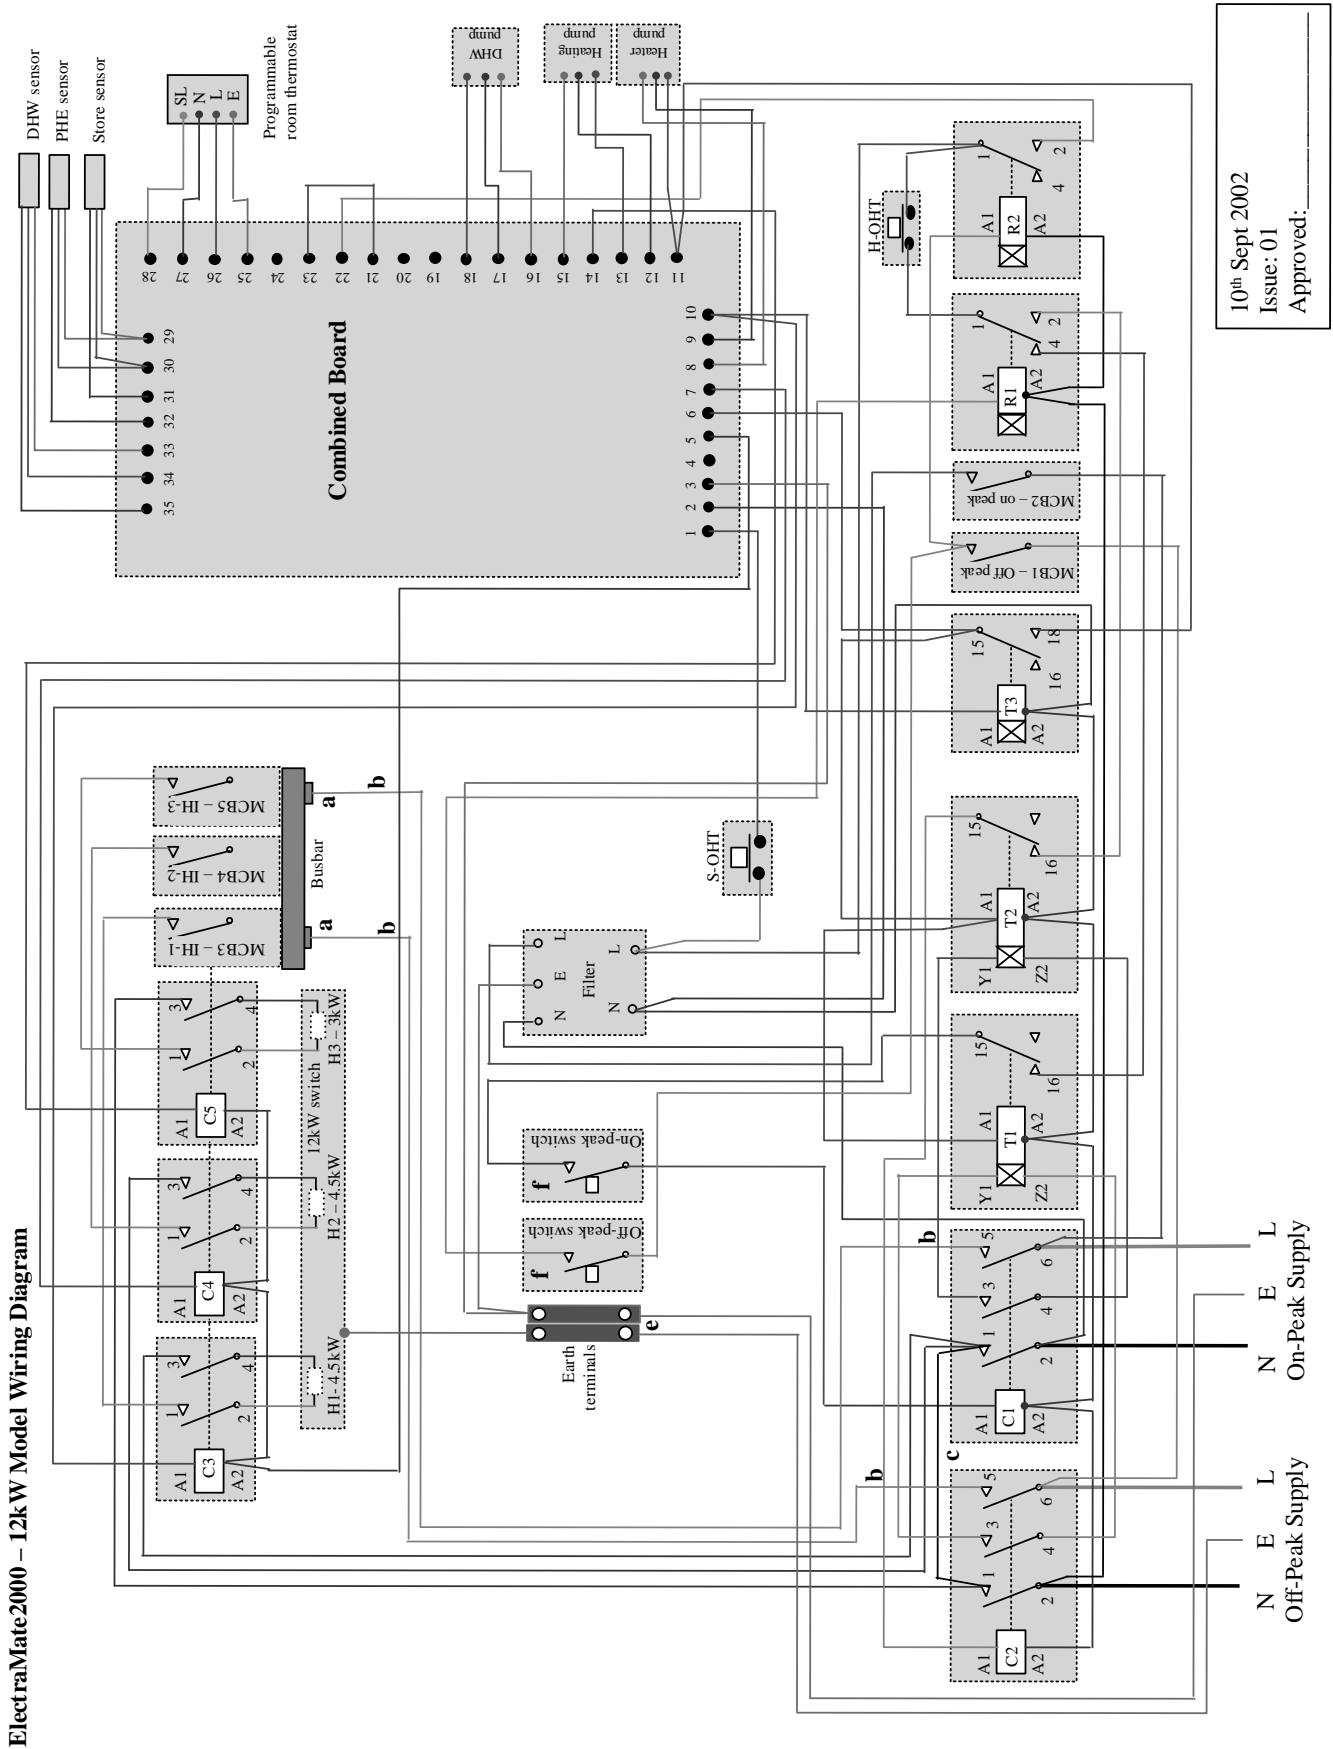 ElectraMate2000 – 12kW Model Wiring Diagram
DHW sensor
PHE sensor
Store sensor
SL
N
L
E
Programmable
room thermostat
DHW
pump
Heating
pump
Heater
pump
Combined Board
35
34
33
32
31
30
29
28
27
26
25
24
23
22
21
20
19
18
17
16
15
14
13
12
11
1
2
3
4
5
6
7
8
9
10
C3
A1
A2
1
2
3
4
C4
A1
A2
1
2
3
4
C5
A1
A2
1
2
3
4
MCB3 – IH-1
MCB4 – IH-2
MCB5 – IH-3
Busbar
a
a
b
b
H1- 4.5kW
H2 – 4.5kW
12kW switch
H3 – 3kW
Earth
terminals
e
Off-peak switch
f
On-peak switch
f
Filter
N
E
L
N
L
S-OHT
H-OHT
C2
A1
A2
1
2
3
4
5
6
b
c
C1
A1
A2
1
2
3
4
5
6
b
T1
A1
A2
Y1
Z2
15
16
T2
A1
A2
Y1
Z2
15
16
T3
A1
A2
15
16
18
MCB1 – Off peak
MCB2 – on peak
R1
A1
A2
1
2
4
R2
A1
A2
1
2
4
N
E
L
Off-Peak Supply
N
E
L
On-Peak Supply
10th Sept 2002
Issue: 01
Approved: